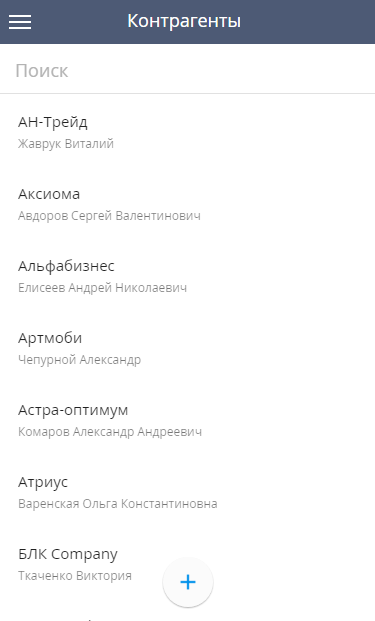 Контрагенты
Поиск
АН-Трейд
Жаврук Виталий
Аксиома
Авдоров Сергей Валентинович
Альфабизнес
Елисеев Андрей Николаевич
Артмоби
Чепурной Александр
Астра-оптимум
Комаров Александр Андреевич
Атриус
Варенская Ольга Константиновна
БЛК Company
Ткаченко Виктория